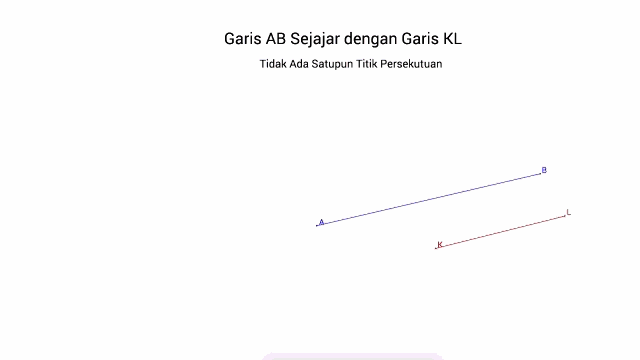 Garis AB Sejajar dengan Garis KL
Tidak Ada Satupun Titik Persekutuan
B
L
A
K